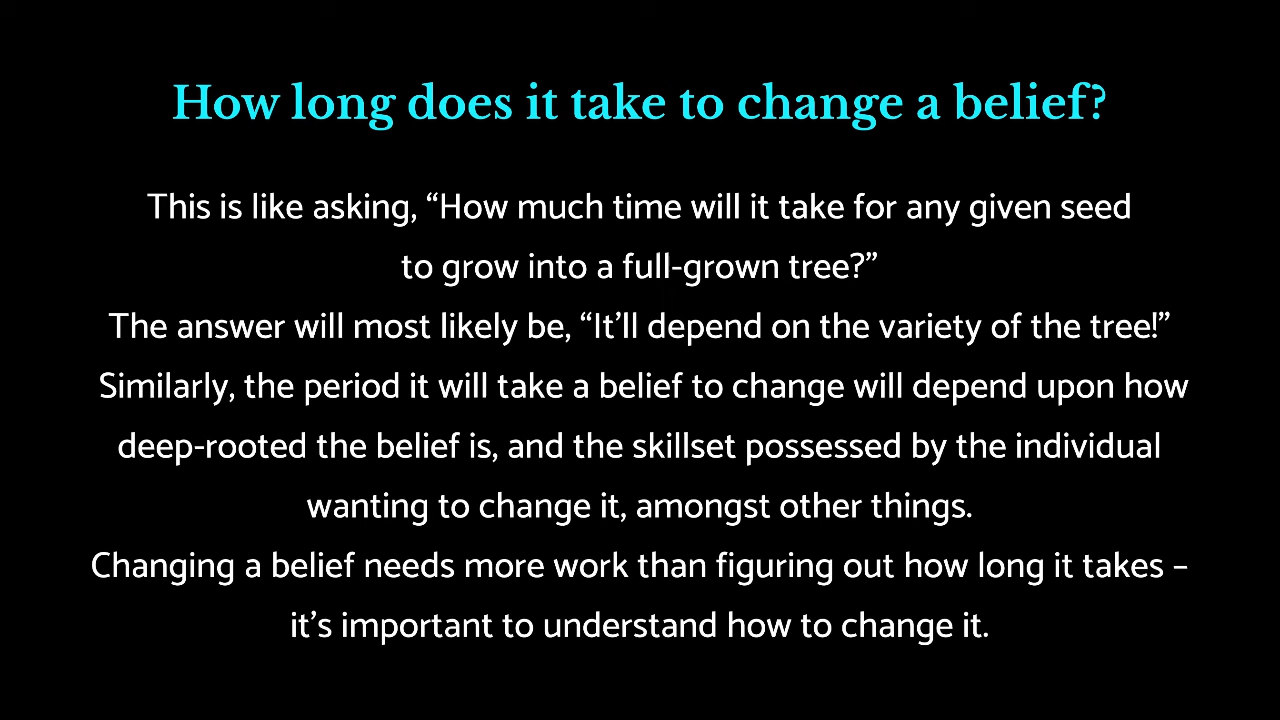 How long does it take to change a belief?
This is like asking, “How much time will it take for any given seed
to grow into a full-grown tree?”
The answer will most likely be, “It’ll depend on the variety of the tree!”
Similarly, the period it will take a belief to change will depend upon how
deep-rooted the belief is, and the skillset possessed by the individual
wanting to change it, amongst other things.
Changing a belief needs more work than figuring out how long it takes –
it’s important to understand how to change it.